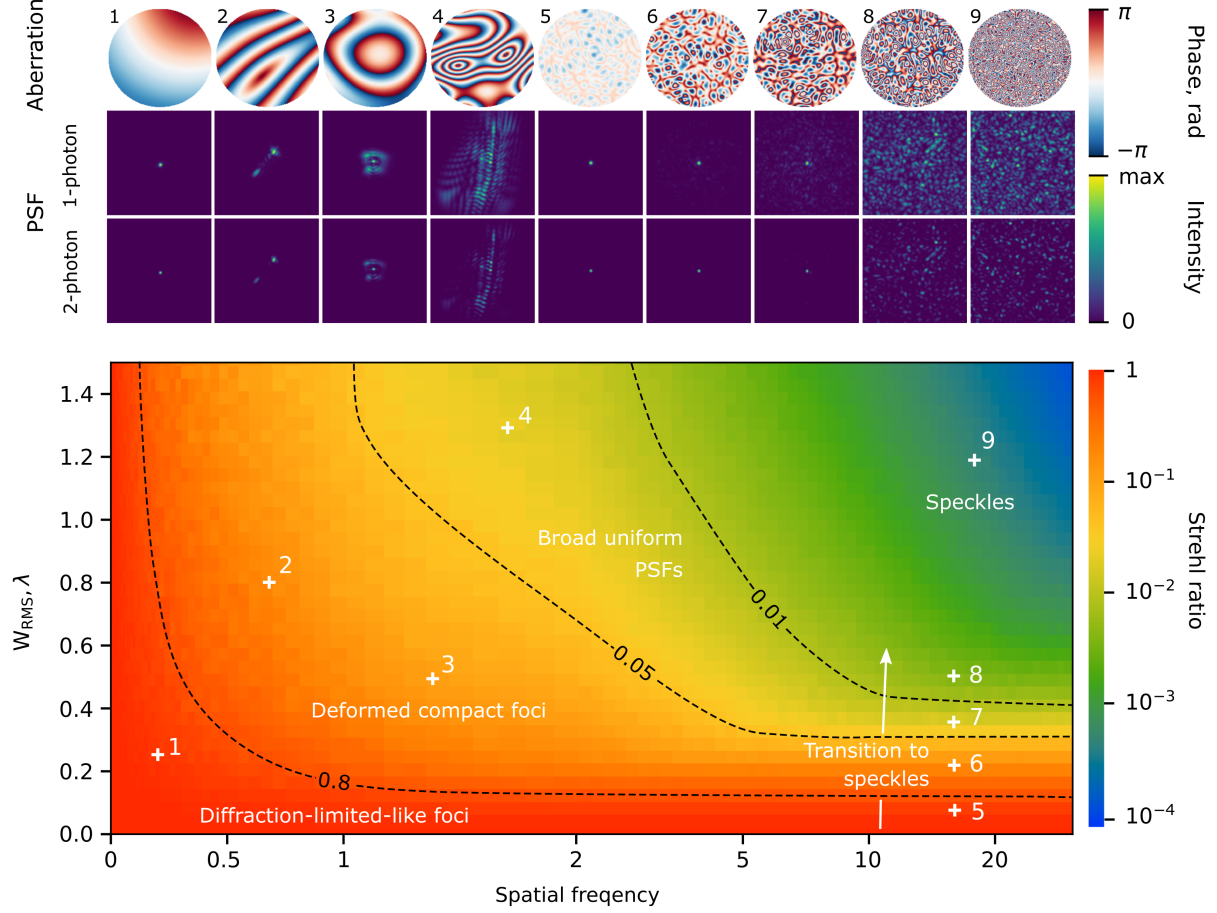 1 2 3 4 5 6 7 8 9
Aberration
π
−π
Phase, rad
PSF
1-photon
2-photon
max
0
Intensity
1.4
1.2
1.0
0.8
0.6
0.4
0.2
0.0
W_RMS, λ
4
9
Speckles
Broad uniform
PSFs
2
0.01
3
0.05
8
Deformed compact foci
7
1
Transition to
speckles
6
0.8
Diffraction-limited-like foci
5
0 0.5 1 2 5 10 20
Spatial freqency
1
10⁻¹
10⁻²
10⁻³
10⁻⁴
Strehl ratio